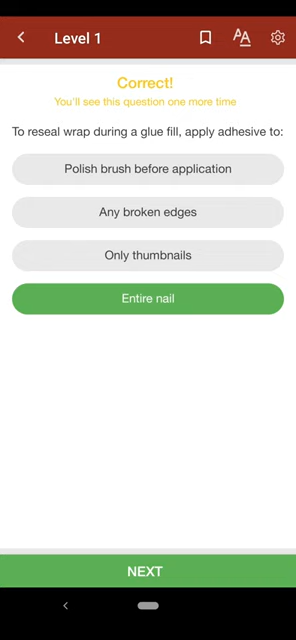 Level 1
AA
Correct!
You'll see this question one more time
To reseal wrap during a glue fill, apply adhesive to:
Polish brush before application
Any broken edges
Only thumbnails
Entire nail
NEXT